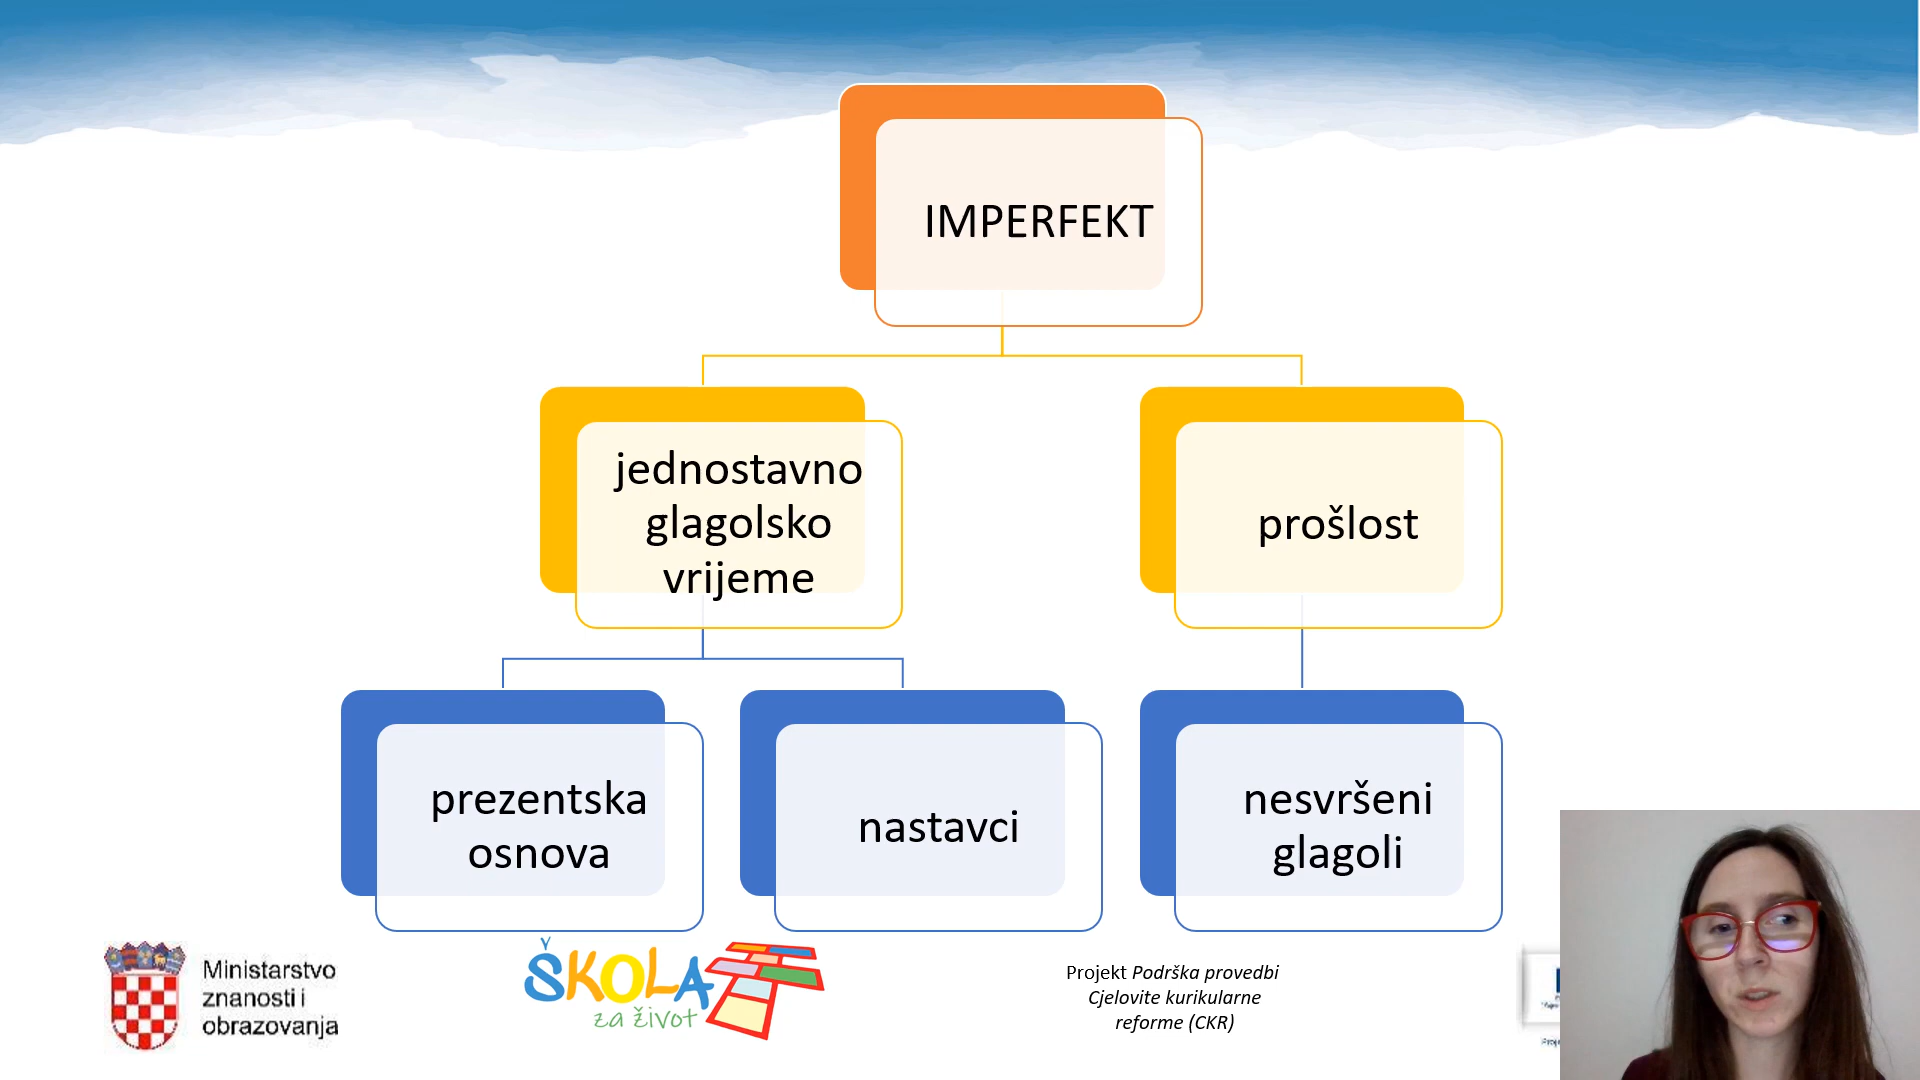 IMPERFEKT
jednostavno
glagolsko
vrijeme
prošlost
prezentska
osnova
nastavci
nesvršeni
glagoli
Ministarstvo
znanosti i
obrazovanja
ŠKOLA
za život
Projekt Podrška provedbi
Cjelovite kurikularne
reforme (CKR)